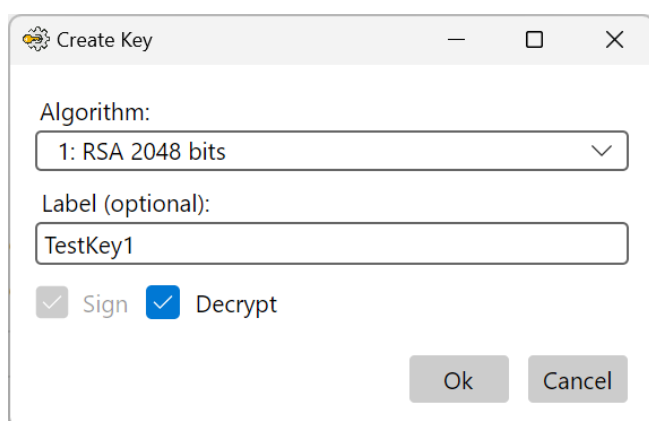 Create Key
Algorithm:
1: RSA 2048 bits
Label (optional):
TestKey1
Sign Decrypt
Ok Cancel